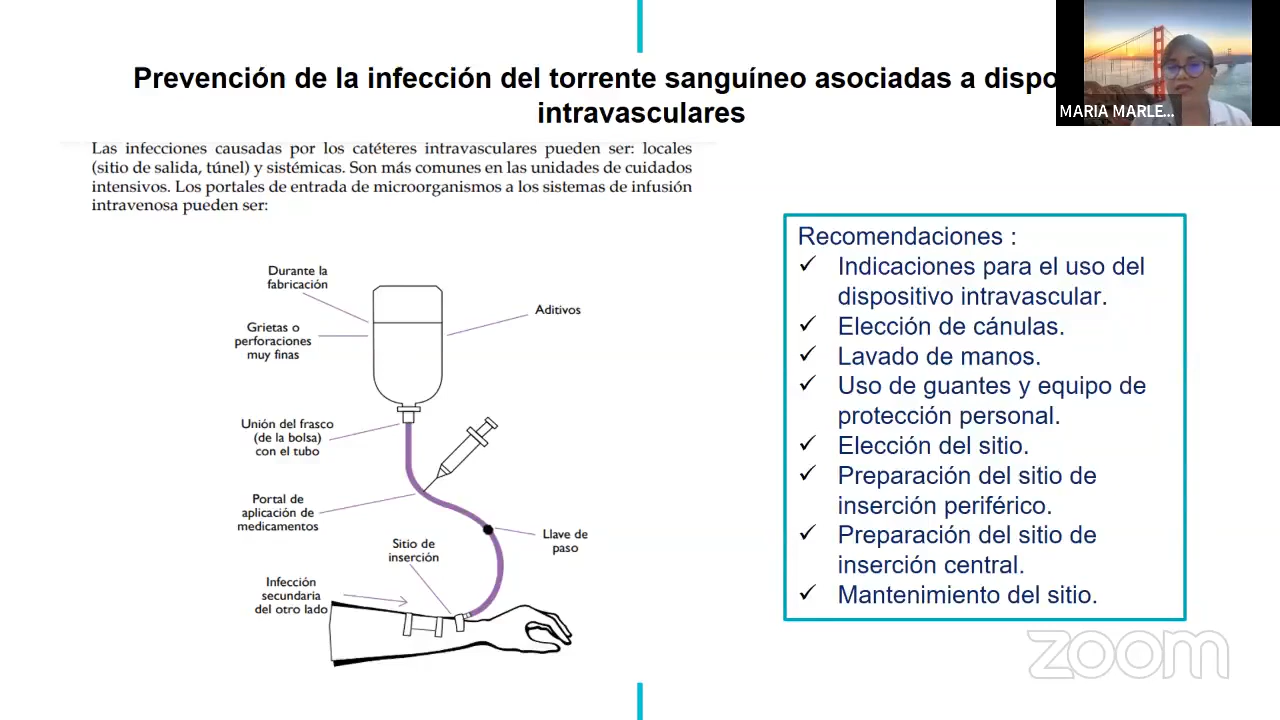 Prevención de la infección del torrente sanguíneo asociadas a
intravasculares
MARIA MARLE...
Las infecciones causadas por los catéteres intravasculares pueden ser: locales
(sitio de salida, túnel) y sistémicas. Son más comunes en las unidades de cuidados
intensivos. Los portales de entrada de microorganismos a los sistemas de infusión
intravenosa pueden ser:
Durante la
fabricación
Aditivos
Grietas o
perforaciones
muy finas
Unión del frasco
(de la bolsa)
con el tubo
Portal de
aplicación de
medicamentos
Llave de
paso
Sitio de
inserción
Infección
secundaria
del otro lado
Recomendaciones :
✓ Indicaciones para el uso del
dispositivo intravascular.
✓ Elección de cánulas.
✓ Lavado de manos.
✓ Uso de guantes y equipo de
protección personal.
✓ Elección del sitio.
✓ Preparación del sitio de
inserción periférico.
✓ Preparación del sitio de
inserción central.
✓ Mantenimiento del sitio.
zoom